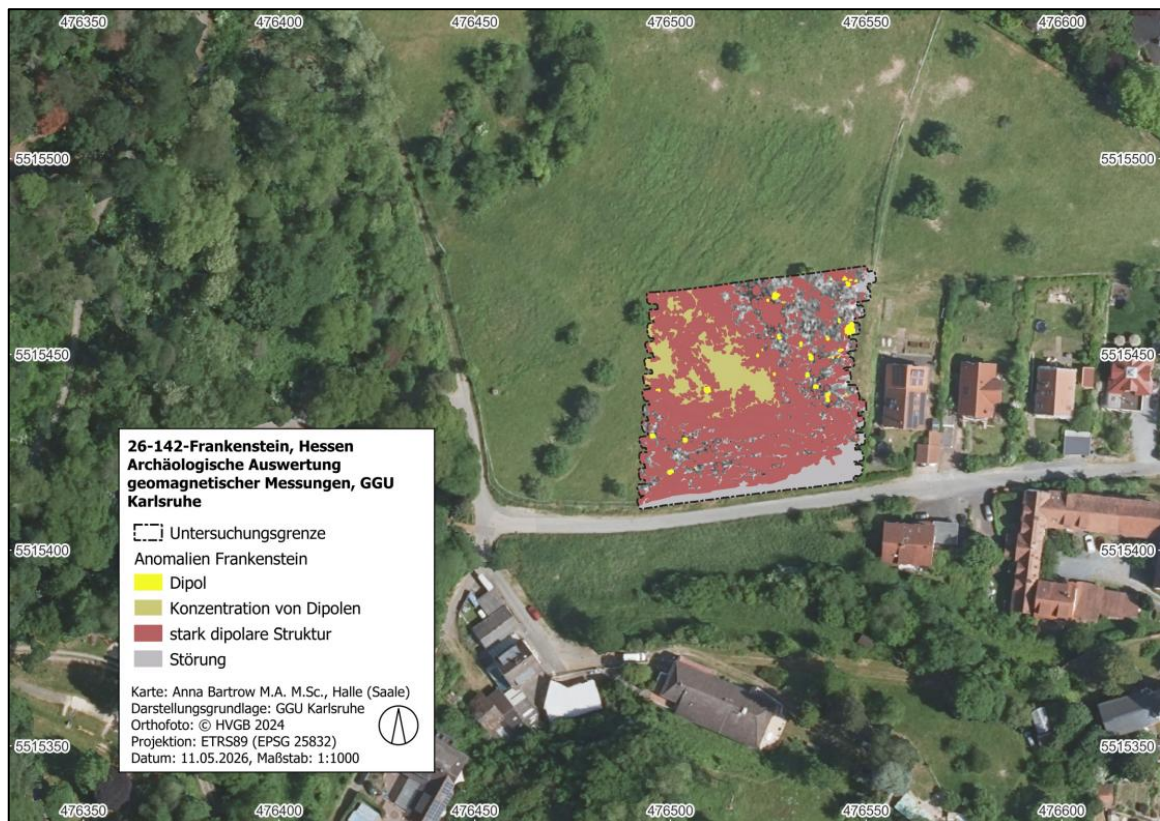 476350 476400 476450 476500 476550 476600
5515500 5515500
5515450 5515450
26-142-Frankenstein, Hessen
Archäologische Auswertung
geomagnetischer Messungen, GGU
Karlsruhe
Untersuchungsgrenze
Anomalien Frankenstein
Dipol
Konzentration von Dipolen
stark dipolare Struktur
Störung
Karte: Anna Bartrow M.A. M.Sc., Halle (Saale)
Darstellungsgrundlage: GGU Karlsruhe
Orthofoto: © HVGB 2024
Projektion: ETRS89 (EPSG 25832)
Datum: 11.05.2026, Maßstab: 1:1000
5515400 5515400
5515350 5515350
476350 476400 476450 476500 476550 476600